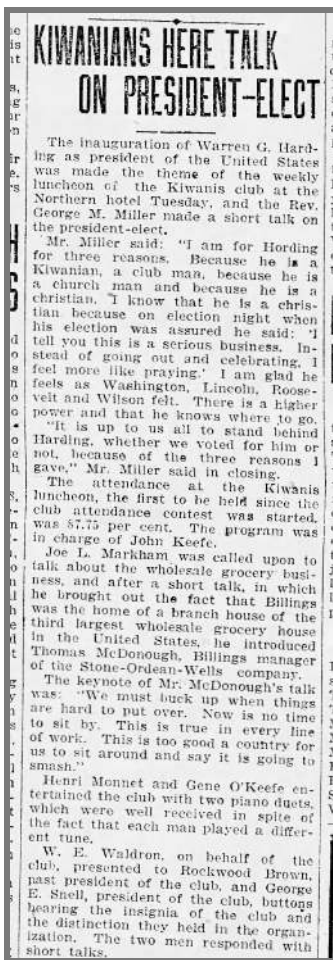 KIWANIANS HERE TALK
ON PRESIDENT-ELECT
The inauguration of Warren G. Hard-
ing as president of the United States
was made the theme of the weekly
luncheon of the Kiwanis club at the
Northern hotel Tuesday, and the Rev.
George M. Miller made a short talk on
the president-elect.
Mr. Miller said: "I am for Hording
for three reasons. Because he is a
Kiwanian, a club man, because he is
a church man and because he is a
christian. I know that he is a chris-
tian because on election night when
his election was assured he said: 'I
tell you this is a serious business. In-
stead of going out and celebrating, I
feel more like praying.' I am glad he
feels as Washington, Lincoln, Roose-
velt and Wilson felt. There is a higher
power and that he knows where to go.
"It is up to us all to stand behind
Harding, whether we voted for him or
not, because of the three reasons I
gave," Mr. Miller said in closing.
The attendance at the Kiwanis
luncheon, the first to be held since the
club attendance contest was started,
was 87.75 per cent. The program was
in charge of John Keefe.
Joe L. Markham was called upon to
talk about the wholesale grocery busi-
ness, and after a short talk, in which
he brought out the fact that Billings
was the home of a branch house of the
third largest wholesale grocery house
in the United States, he introduced
Thomas McDonough, Billings manager
of the Stone-Ordean-Wells company.
The keynote of Mr. McDonough's talk
was: "We must buck up when things
are hard to put over. Now is no time
to sit by. This is true in every line
of work. This is too good a country for
us to sit around and say it is going to
smash."
Henri Monnet and Gene O'Keefe en-
tertained the club with two piano duets,
which were well received in spite of
the fact that each man played a differ-
ent tune.
W. E. Waldron, on behalf of the
club, presented to Rockwood Brown,
past president of the club, and George
E. Snell, president of the club, buttons
bearing the insignia of the club and
the distinction they held in the organ-
ization. The two men responded with
short talks.